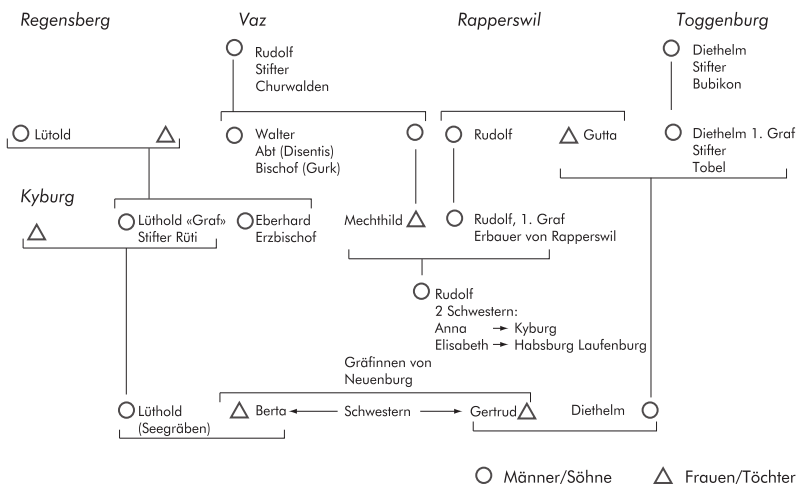 Regensberg
Vaz
Rapperswil
Toggenburg
Rudolf
Stifter
Churwalden
Diethelm
Stifter
Bubikon
Lütold
Walter
Abt (Disentis)
Bischof (Gurk)
Rudolf
Gutta
Diethelm 1. Graf
Stifter
Tobel
Kyburg
Lüthold «Graf»
Stifter Rüti
Eberhard
Erzbischof
Mechthild
Rudolf, 1. Graf
Erbauer von Rapperswil
Rudolf
2 Schwestern:
Anna → Kyburg
Elisabeth → Habsburg Laufenburg
Gräfinnen von
Neuenburg
Lüthold
(Seegräben)
Berta ← Schwestern → Gertrud
Diethelm
Männer/Söhne
Frauen/Töchter